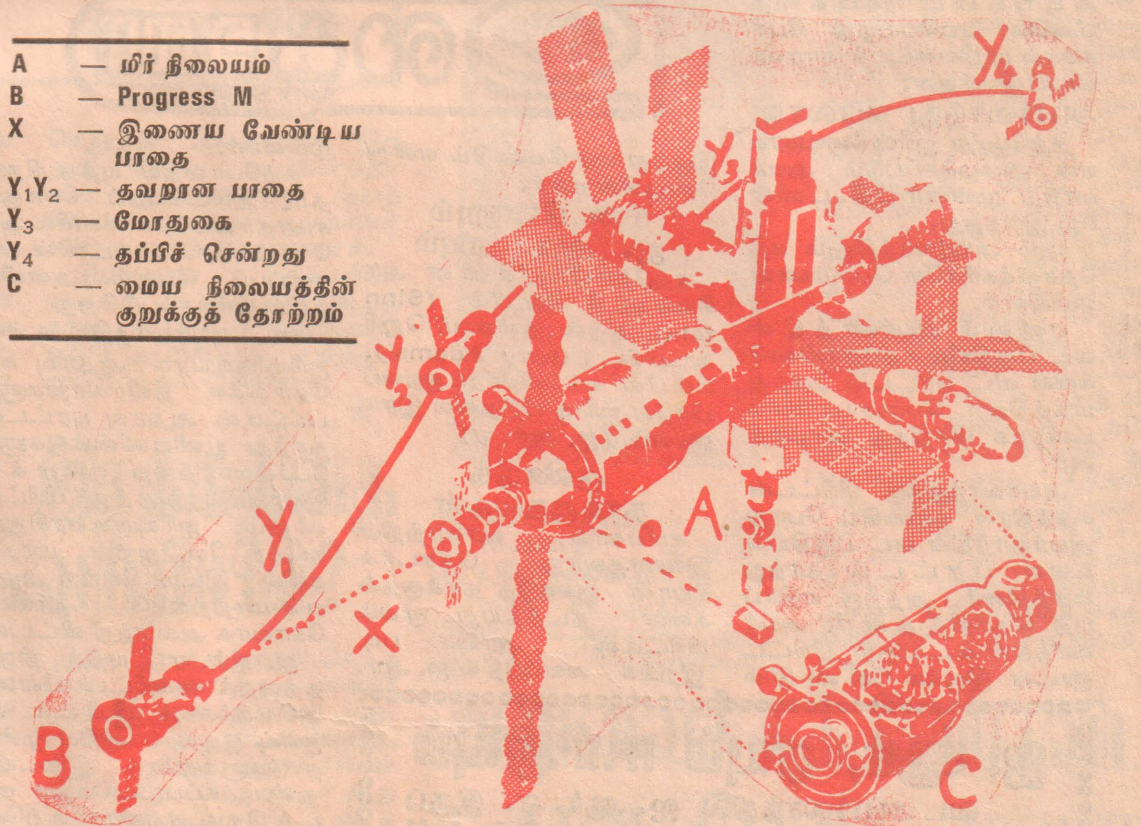 A — மிர் நிலையம்
B — Progress M
X — இணைய வேண்டிய
பாதை
Y₁Y₂ — தவறான பாதை
Y₃ — மோதுகை
Y₄ — தப்பிச் சென்றது
C — மைய நிலையத்தின்
குறுக்குத் தோற்றம்
Y₄
Y₃
Y₂
A
Y₁
X
B
C